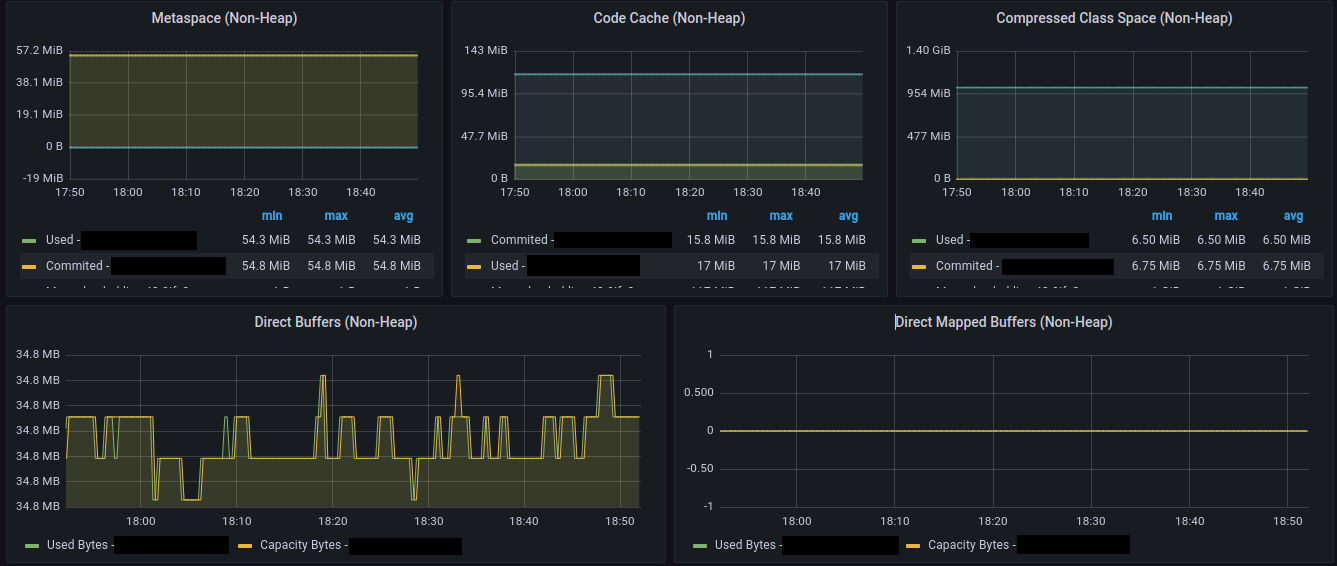 Metaspace (Non-Heap)
57.2 MiB
38.1 MiB
19.1 MiB
0 B
-19 MiB
17:50 18:00 18:10 18:20 18:30 18:40
min max avg
Used - 54.3 MiB 54.3 MiB 54.3 MiB
Commited - 54.8 MiB 54.8 MiB 54.8 MiB
Code Cache (Non-Heap)
143 MiB
95.4 MiB
47.7 MiB
0 B
17:50 18:00 18:10 18:20 18:30 18:40
min max avg
Commited - 15.8 MiB 15.8 MiB 15.8 MiB
Used - 17 MiB 17 MiB 17 MiB
Compressed Class Space (Non-Heap)
1.40 GiB
954 MiB
477 MiB
0 B
17:50 18:00 18:10 18:20 18:30 18:40
min max avg
Used - 6.50 MiB 6.50 MiB 6.50 MiB
Commited - 6.75 MiB 6.75 MiB 6.75 MiB
Direct Buffers (Non-Heap)
34.8 MB
34.8 MB
34.8 MB
34.8 MB
34.8 MB
34.8 MB
34.8 MB
18:00 18:10 18:20 18:30 18:40 18:50
Used Bytes - Capacity Bytes -
Direct Mapped Buffers (Non-Heap)
1
0.500
0
-0.50
-1
18:00 18:10 18:20 18:30 18:40 18:50
Used Bytes - Capacity Bytes -